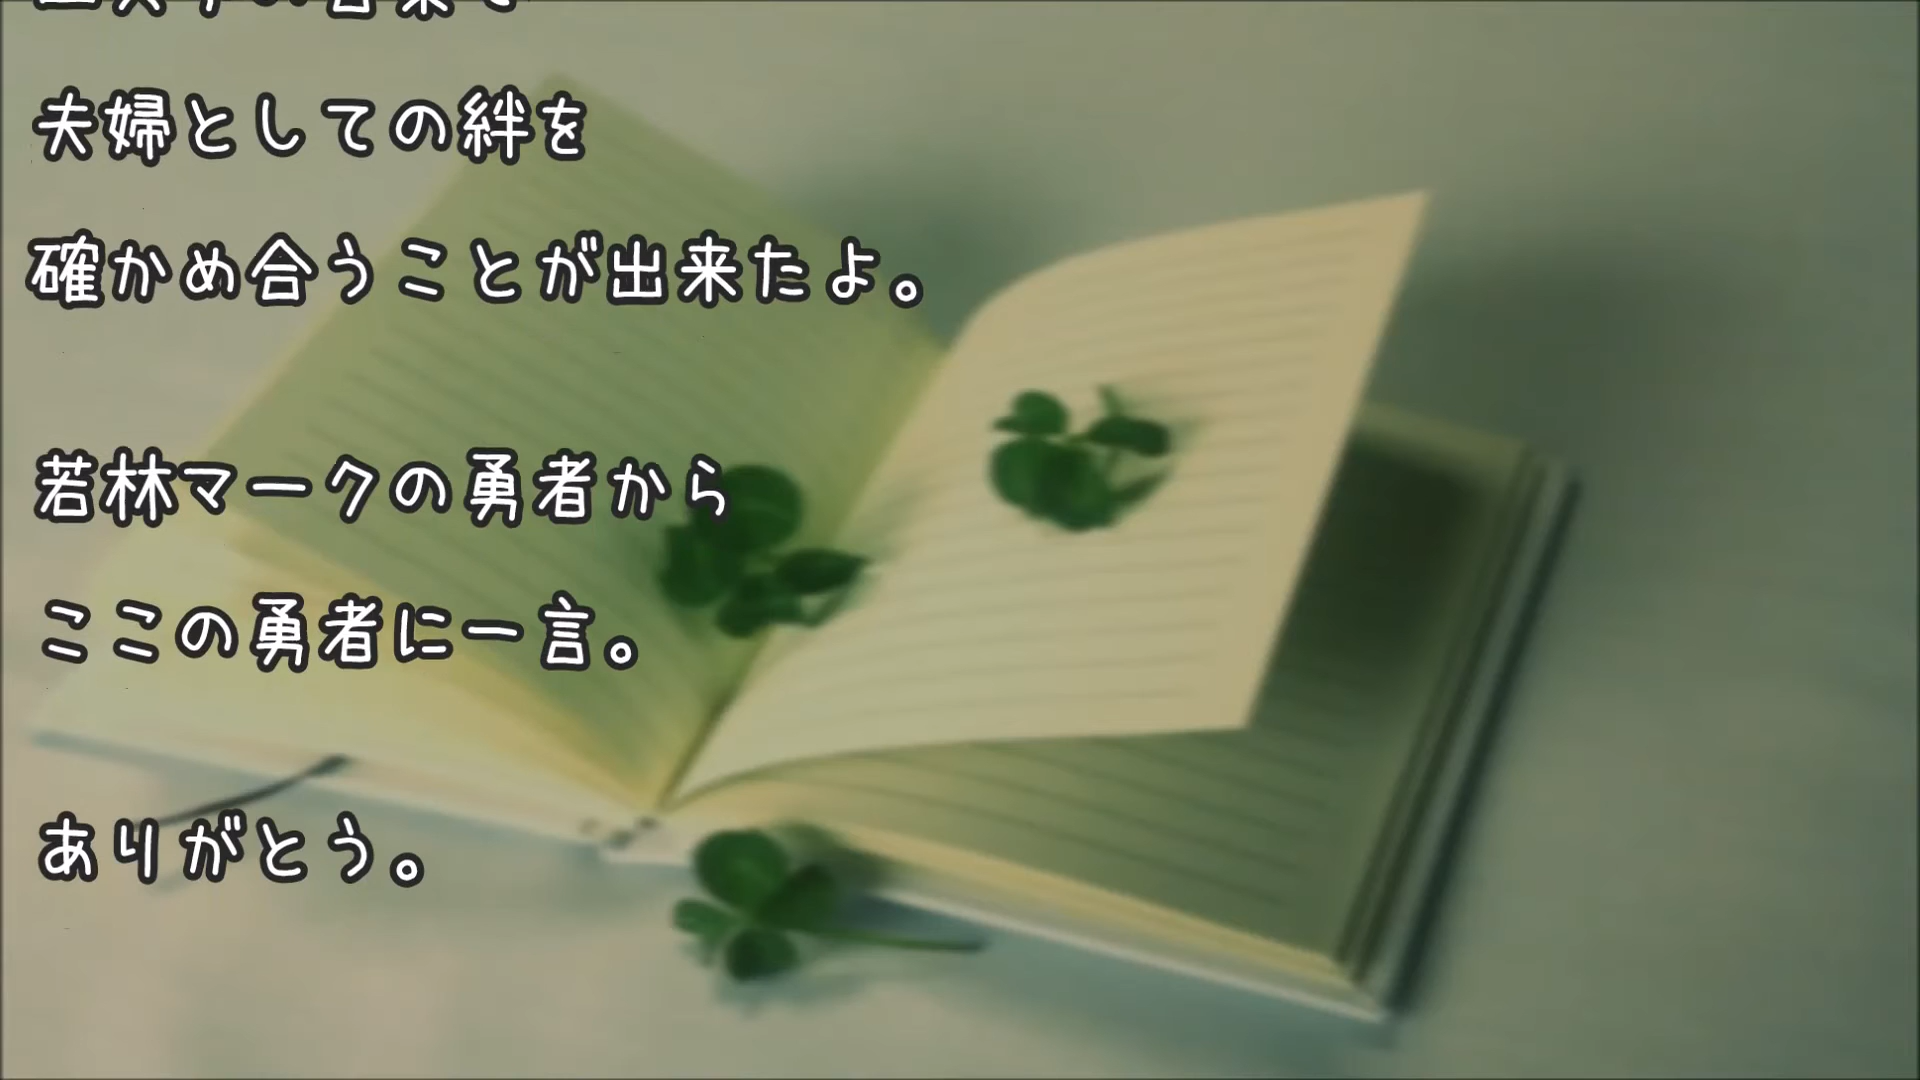 夫婦としての絆を
確かめ合うことが出来たよ。
若林マークの勇者から
ここの勇者に一言。
ありがとう。